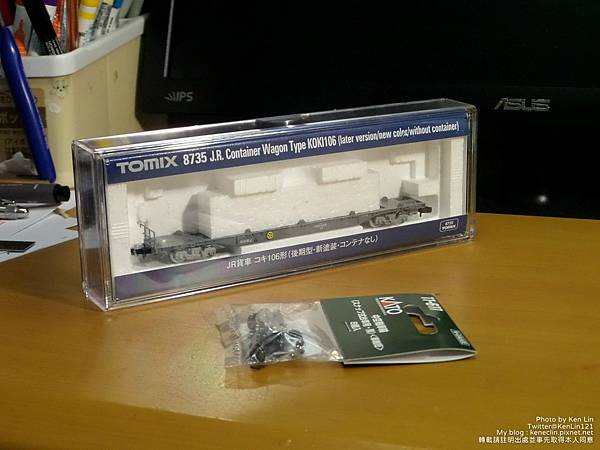 IPS
ASUS
TOMIX 8735 J.R. Container Wagon Type KOKI106 (later version/new color/without container)
JR貨車 コキ106形(後期型・新塗装・コンテナなし)
8735
TOMIX
KATO
Photo by Ken Lin
Twitter@KenLin121
My blog : keneclin.pixnet.net
轉載請註明出處並事先取得本人同意